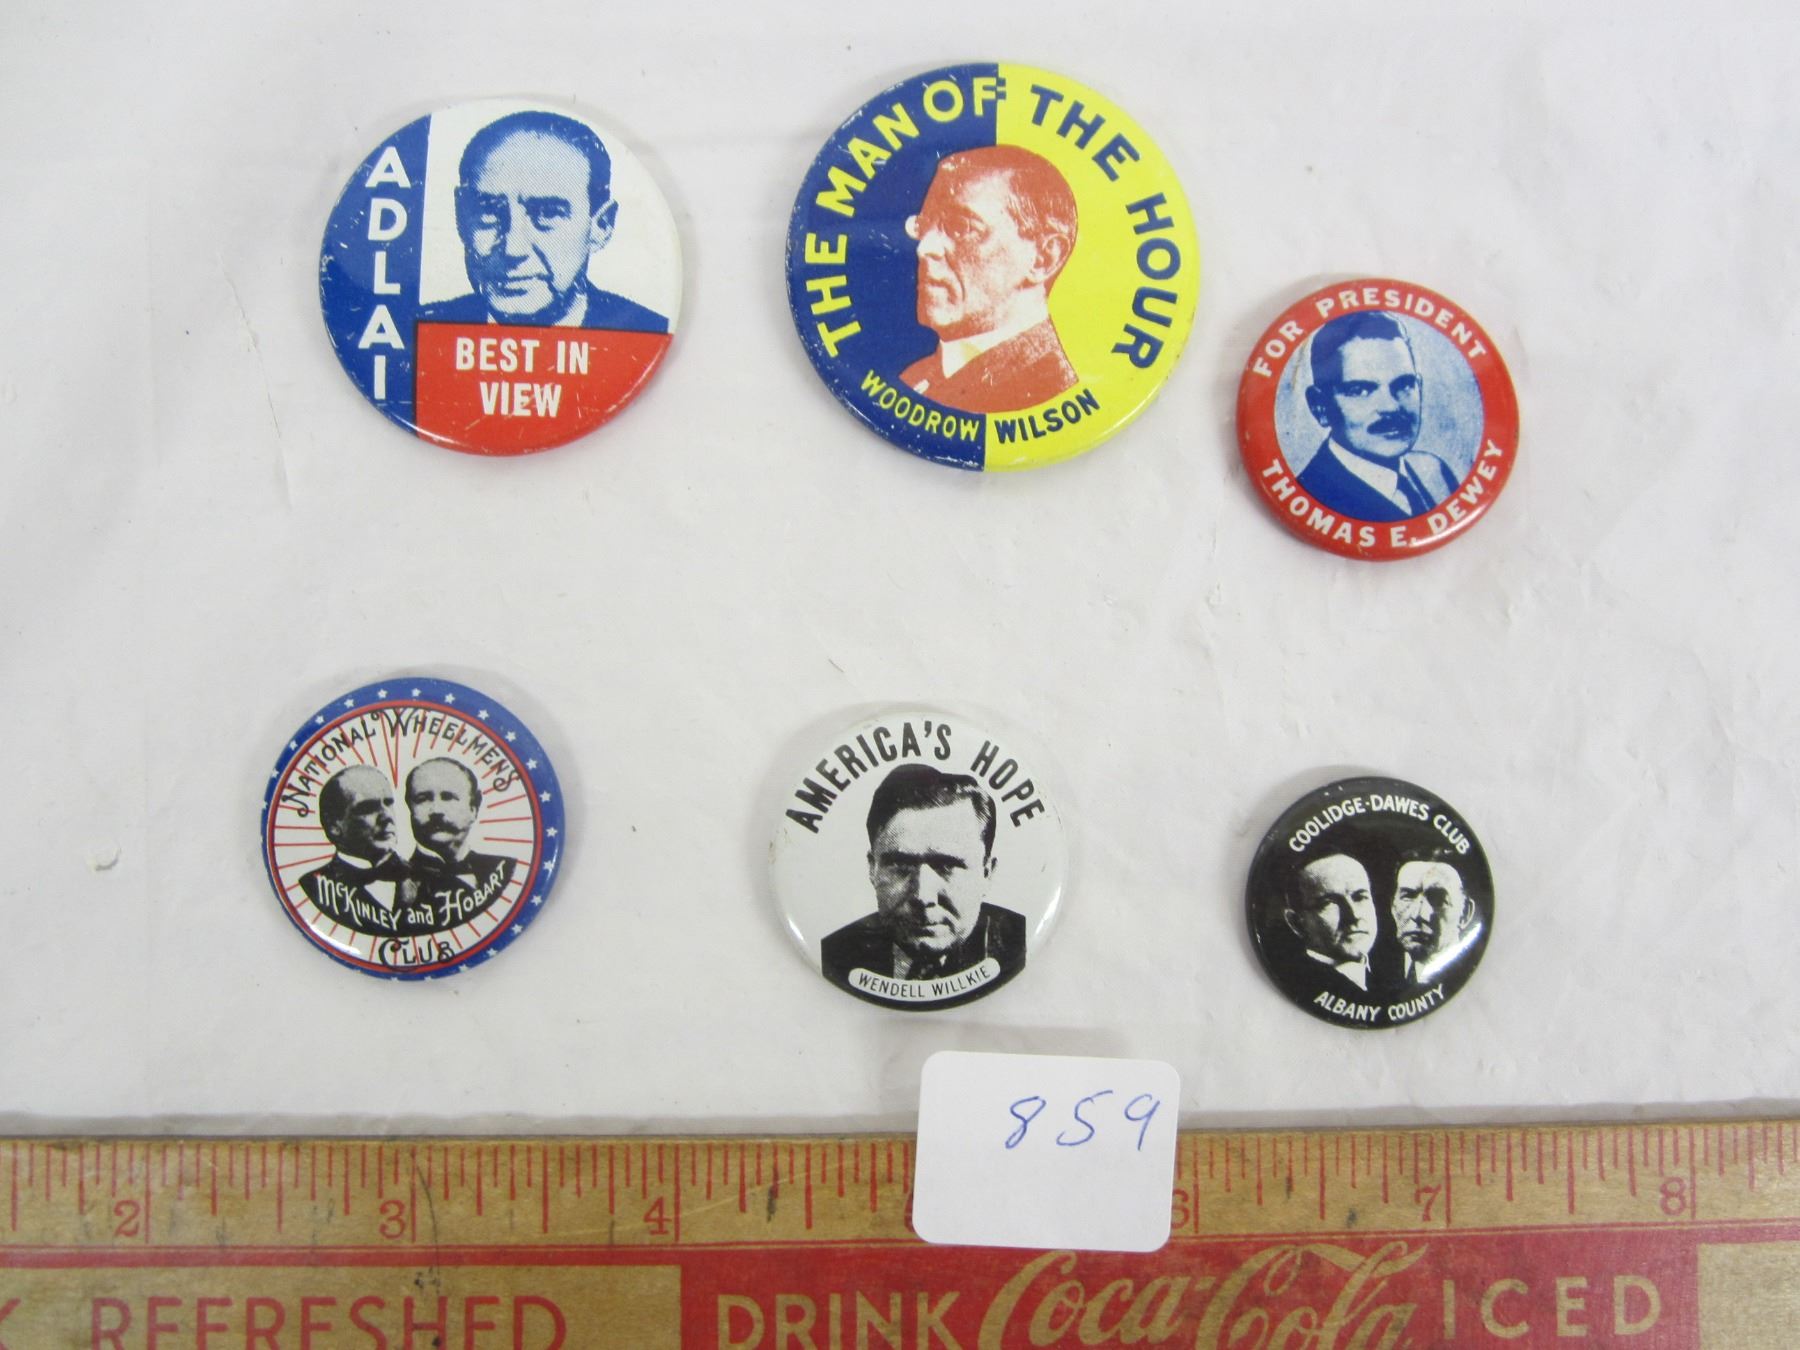 ADLAI
BEST IN
VIEW
THE MAN OF THE HOUR
WOODROW WILSON
FOR PRESIDENT
THOMAS E. DEWEY
NATIONAL WHEELMEN'S
McKINLEY and HOBART
CLUB
AMERICA'S HOPE
WENDELL WILLKIE
COOLIDGE-DAWES CLUB
ALBANY COUNTY
859
2 3 4 6 7 8
REFRESHED DRINK Coca-Cola ICED